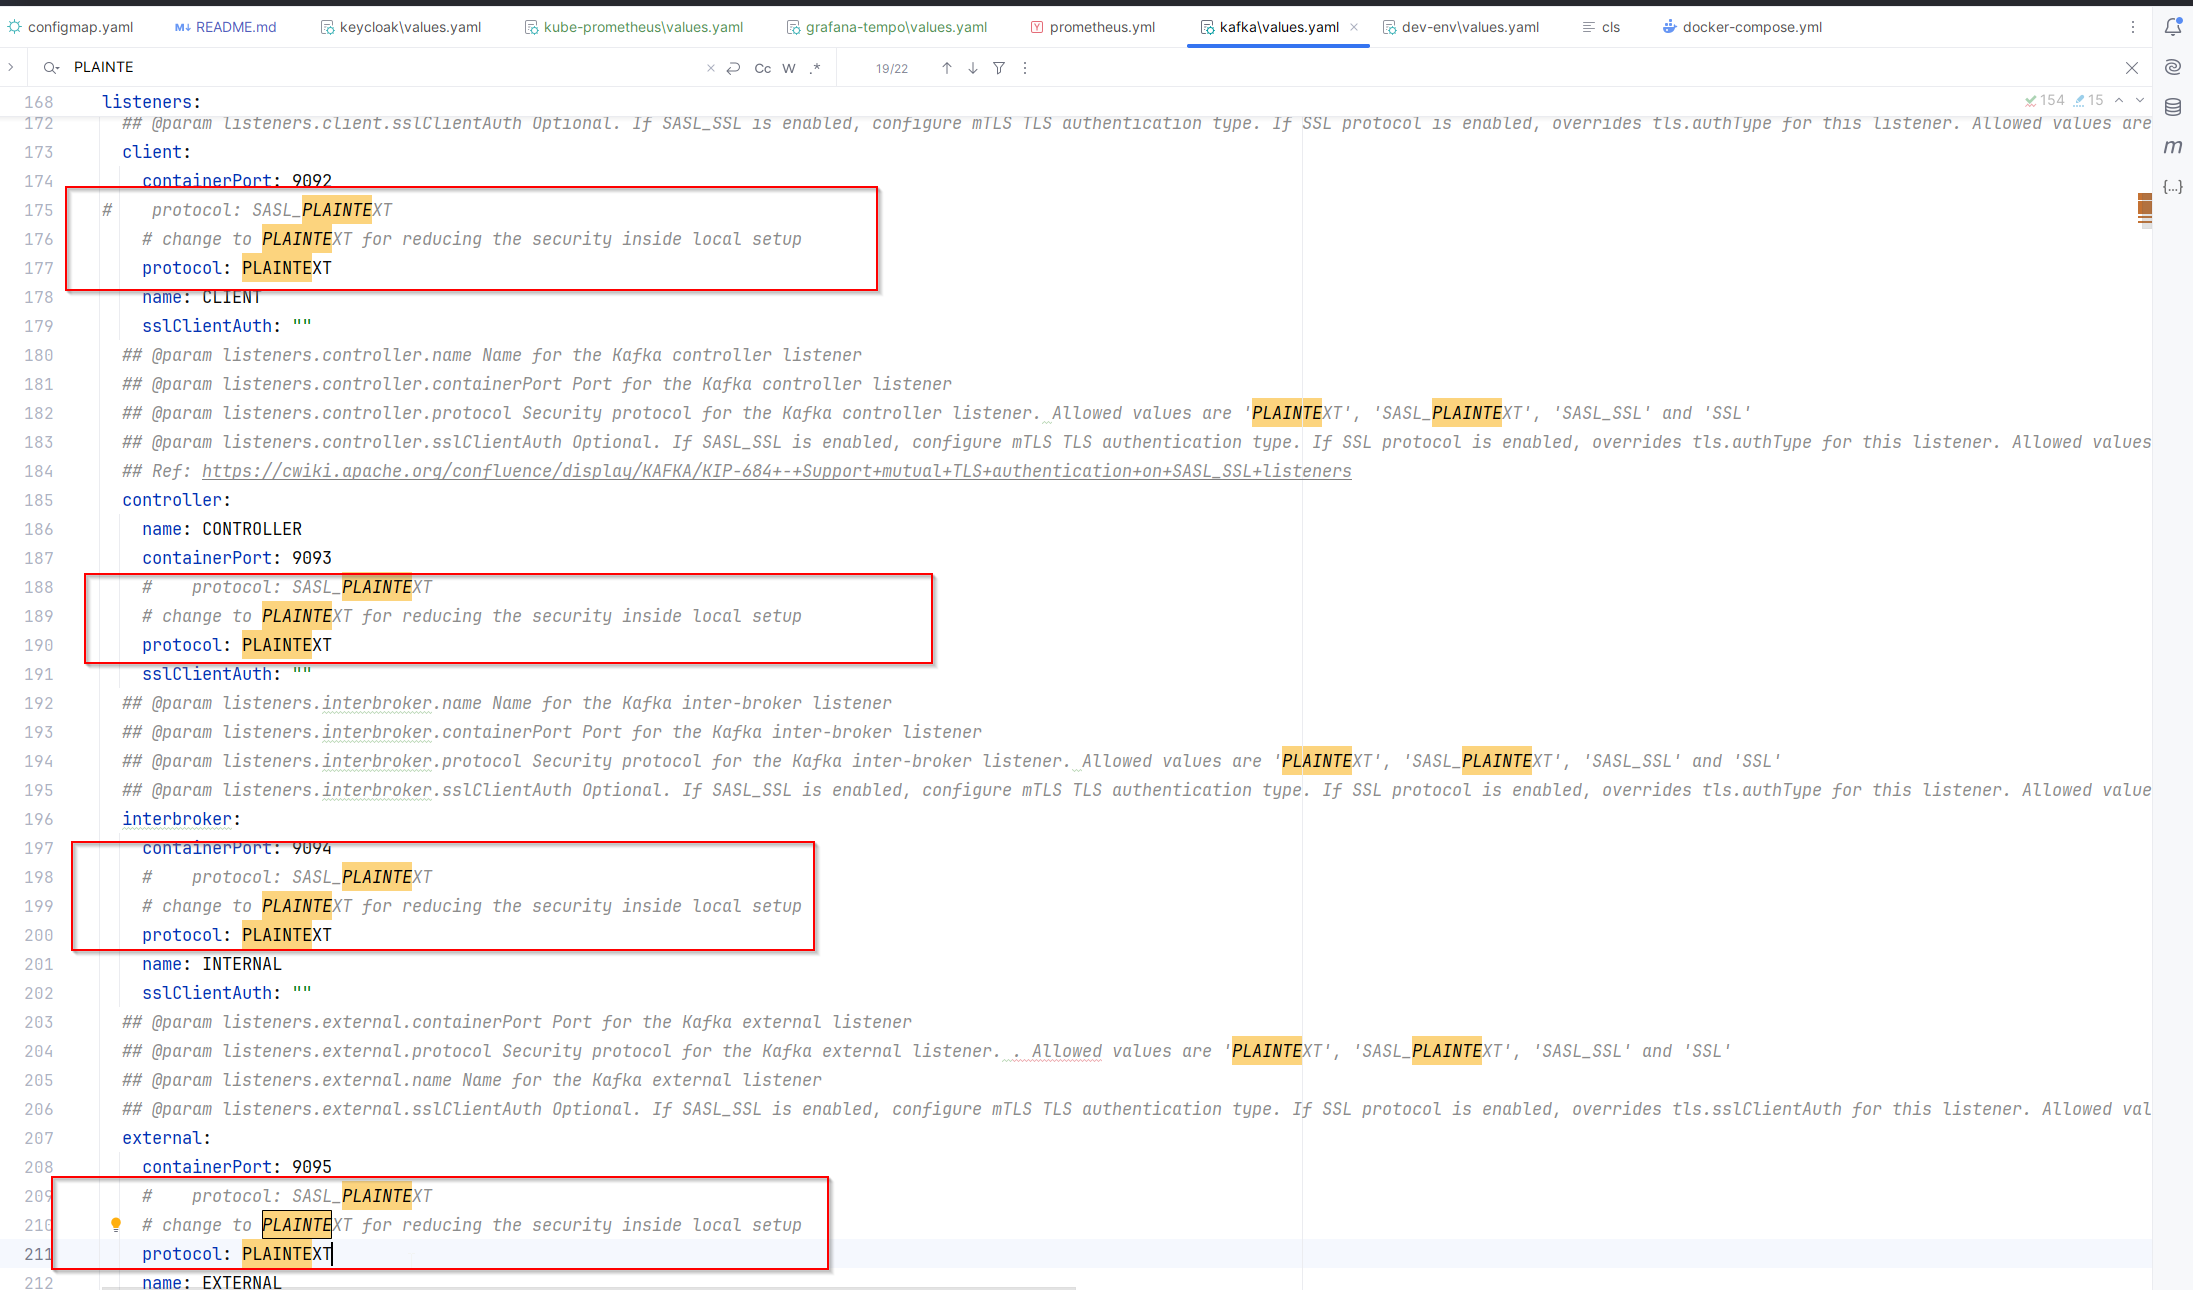 configmap.yaml README.md keycloak\values.yaml kube-prometheus\values.yaml grafana-tempo\values.yaml prometheus.yml kafka\values.yaml dev-env\values.yaml cls docker-compose.yml
PLAINTE Cc W .* 19/22
168 listeners: 154 15
172 ## @param listeners.client.sslClientAuth Optional. If SASL_SSL is enabled, configure mTLS TLS authentication type. If SSL protocol is enabled, overrides tls.authType for this listener. Allowed values are
173 client:
174 containerPort: 9092
175 # protocol: SASL_PLAINTEXT
176 # change to PLAINTEXT for reducing the security inside local setup
177 protocol: PLAINTEXT
178 name: CLIENT
179 sslClientAuth: ""
180 ## @param listeners.controller.name Name for the Kafka controller listener
181 ## @param listeners.controller.containerPort Port for the Kafka controller listener
182 ## @param listeners.controller.protocol Security protocol for the Kafka controller listener. Allowed values are 'PLAINTEXT', 'SASL_PLAINTEXT', 'SASL_SSL' and 'SSL'
183 ## @param listeners.controller.sslClientAuth Optional. If SASL_SSL is enabled, configure mTLS TLS authentication type. If SSL protocol is enabled, overrides tls.authType for this listener. Allowed values
184 ## Ref: https://cwiki.apache.org/confluence/display/KAFKA/KIP-684+-+Support+mutual+TLS+authentication+on+SASL_SSL+listeners
185 controller:
186 name: CONTROLLER
187 containerPort: 9093
188 # protocol: SASL_PLAINTEXT
189 # change to PLAINTEXT for reducing the security inside local setup
190 protocol: PLAINTEXT
191 sslClientAuth: ""
192 ## @param listeners.interbroker.name Name for the Kafka inter-broker listener
193 ## @param listeners.interbroker.containerPort Port for the Kafka inter-broker listener
194 ## @param listeners.interbroker.protocol Security protocol for the Kafka inter-broker listener. Allowed values are 'PLAINTEXT', 'SASL_PLAINTEXT', 'SASL_SSL' and 'SSL'
195 ## @param listeners.interbroker.sslClientAuth Optional. If SASL_SSL is enabled, configure mTLS TLS authentication type. If SSL protocol is enabled, overrides tls.authType for this listener. Allowed value
196 interbroker:
197 containerPort: 9094
198 # protocol: SASL_PLAINTEXT
199 # change to PLAINTEXT for reducing the security inside local setup
200 protocol: PLAINTEXT
201 name: INTERNAL
202 sslClientAuth: ""
203 ## @param listeners.external.containerPort Port for the Kafka external listener
204 ## @param listeners.external.protocol Security protocol for the Kafka external listener. . Allowed values are 'PLAINTEXT', 'SASL_PLAINTEXT', 'SASL_SSL' and 'SSL'
205 ## @param listeners.external.name Name for the Kafka external listener
206 ## @param listeners.external.sslClientAuth Optional. If SASL_SSL is enabled, configure mTLS TLS authentication type. If SSL protocol is enabled, overrides tls.sslClientAuth for this listener. Allowed val
207 external:
208 containerPort: 9095
209 # protocol: SASL_PLAINTEXT
210 # change to PLAINTEXT for reducing the security inside local setup
211 protocol: PLAINTEXT
212 name: EXTERNAL